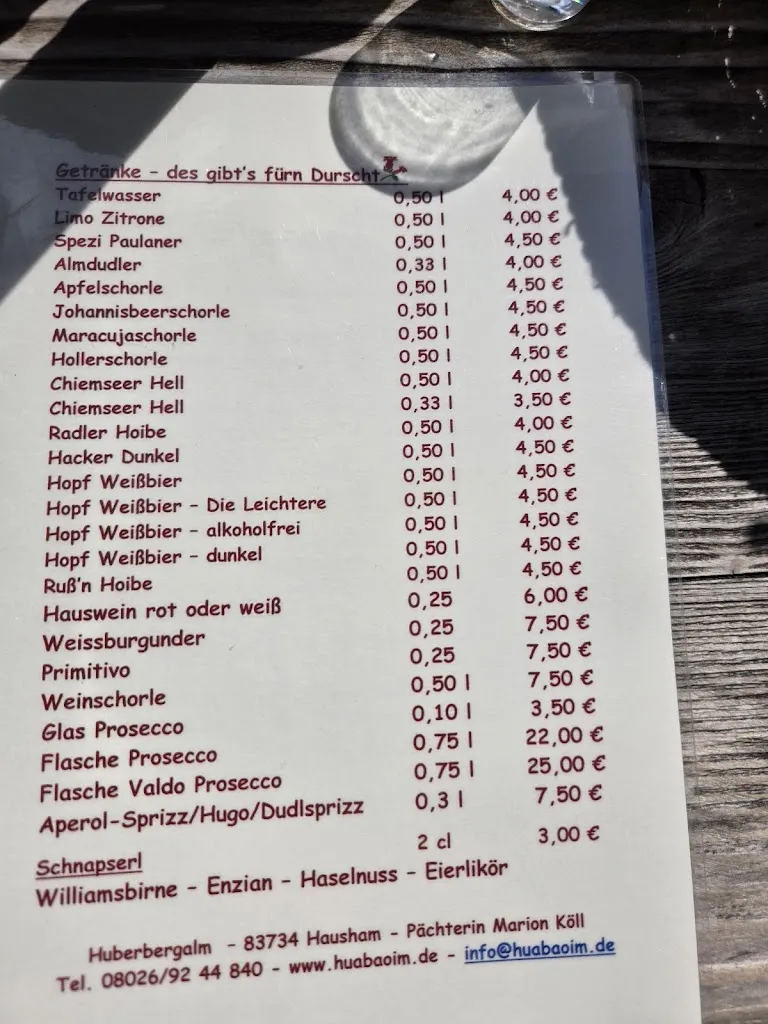 Getränke - des gibt's fürn Durscht
Tafelwasser 0,50 l 4,00 €
Limo Zitrone 0,50 l 4,00 €
Spezi Paulaner 0,50 l 4,50 €
Almdudler 0,33 l 4,00 €
Apfelschorle 0,50 l 4,50 €
Johannisbeerschorle 0,50 l 4,50 €
Maracujaschorle 0,50 l 4,50 €
Hollerschorle 0,50 l 4,50 €
Chiemseer Hell 0,50 l 4,00 €
Chiemseer Hell 0,33 l 3,50 €
Radler Hoibe 0,50 l 4,00 €
Hacker Dunkel 0,50 l 4,50 €
Hopf Weißbier 0,50 l 4,50 €
Hopf Weißbier - Die Leichtere 0,50 l 4,50 €
Hopf Weißbier - alkoholfrei 0,50 l 4,50 €
Hopf Weißbier - dunkel 0,50 l 4,50 €
Ruß'n Hoibe 0,50 l 4,50 €
Hauswein rot oder weiß 0,25 6,00 €
Weissburgunder 0,25 7,50 €
Primitivo 0,25 7,50 €
Weinschorle 0,50 l 7,50 €
Glas Prosecco 0,10 l 3,50 €
Flasche Prosecco 0,75 l 22,00 €
Flasche Valdo Prosecco 0,75 l 25,00 €
Aperol-Sprizz/Hugo/Dudlsprizz 0,3 l 7,50 €
Schnapserl 2 cl 3,00 €
Williamsbirne - Enzian - Haselnuss - Eierlikör
Huberbergalm - 83734 Hausham - Pächterin Marion Köll
Tel. 08026/92 44 840 - www.huabaoim.de - info@huabaoim.de